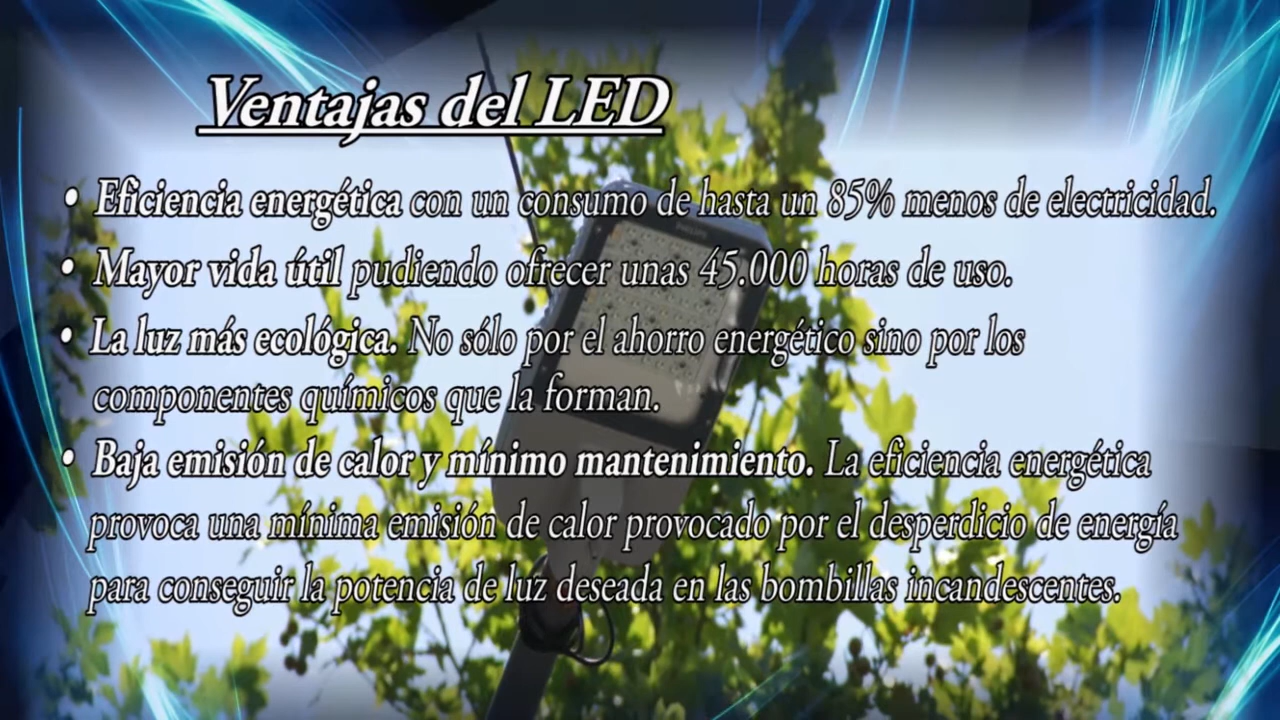 Ventajas del LED
• Eficiencia energética con un consumo de hasta un 85% menos de electricidad.
• Mayor vida útil pudiendo ofrecer unas 45.000 horas de uso.
• La luz más ecológica. No sólo por el ahorro energético sino por los
componentes químicos que la forman.
• Baja emisión de calor y mínimo mantenimiento. La eficiencia energética
provoca una mínima emisión de calor provocado por el desperdicio de energía
para conseguir la potencia de luz deseada en las bombillas incandescentes.
PHILIPS